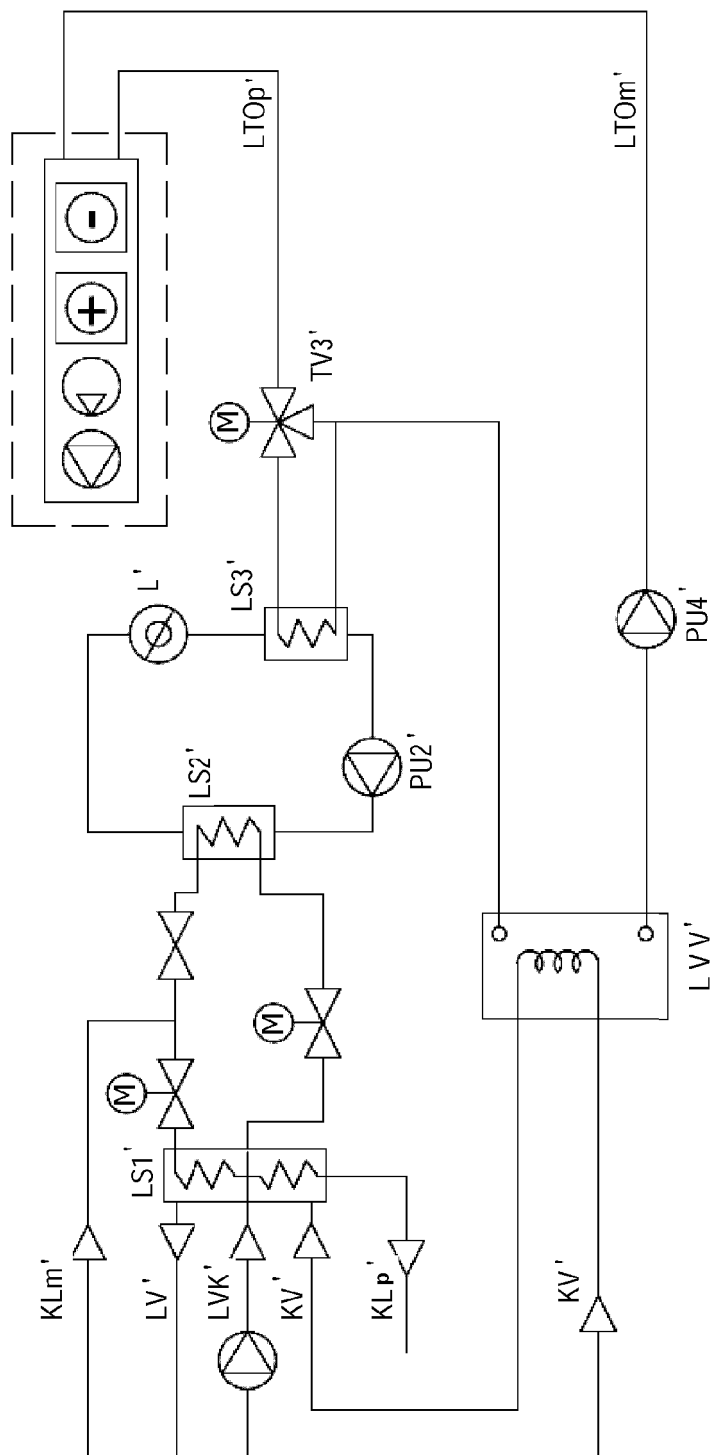 KLm'
LV'
LVK'
KV'
KLp'
KV'
LS1'
M
M
LS2'
PU2'
L'
LS3'
M
TV3'
LTOp'
LTOm'
PU4'
LVV'
+
-